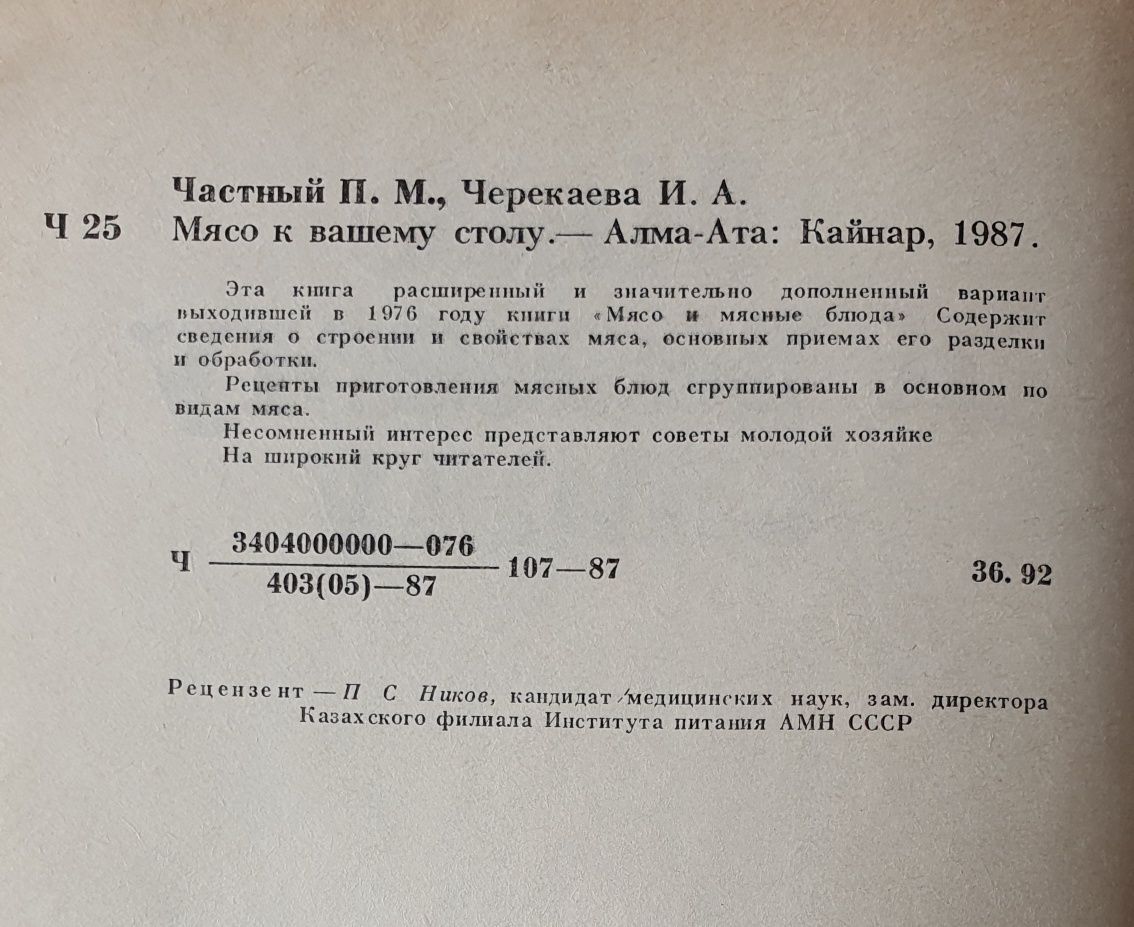 Частный П. М., Черекаева И. А.
Ч 25 Мясо к вашему столу.— Алма-Ата: Кайнар, 1987.
Эта книга расширенный и значительно дополненный вариант
выходившей в 1976 году книги «Мясо и мясные блюда» Содержит
сведения о строении и свойствах мяса, основных приемах его разделки
и обработки.
Рецепты приготовления мясных блюд сгруппированы в основном по
видам мяса.
Несомненный интерес представляют советы молодой хозяйке
На широкий круг читателей.
3404000000—076
Ч 107—87 36. 92
403(05)—87
Рецензент — П С Ников, кандидат медицинских наук, зам. директора
Казахского филиала Института питания АМН СССР